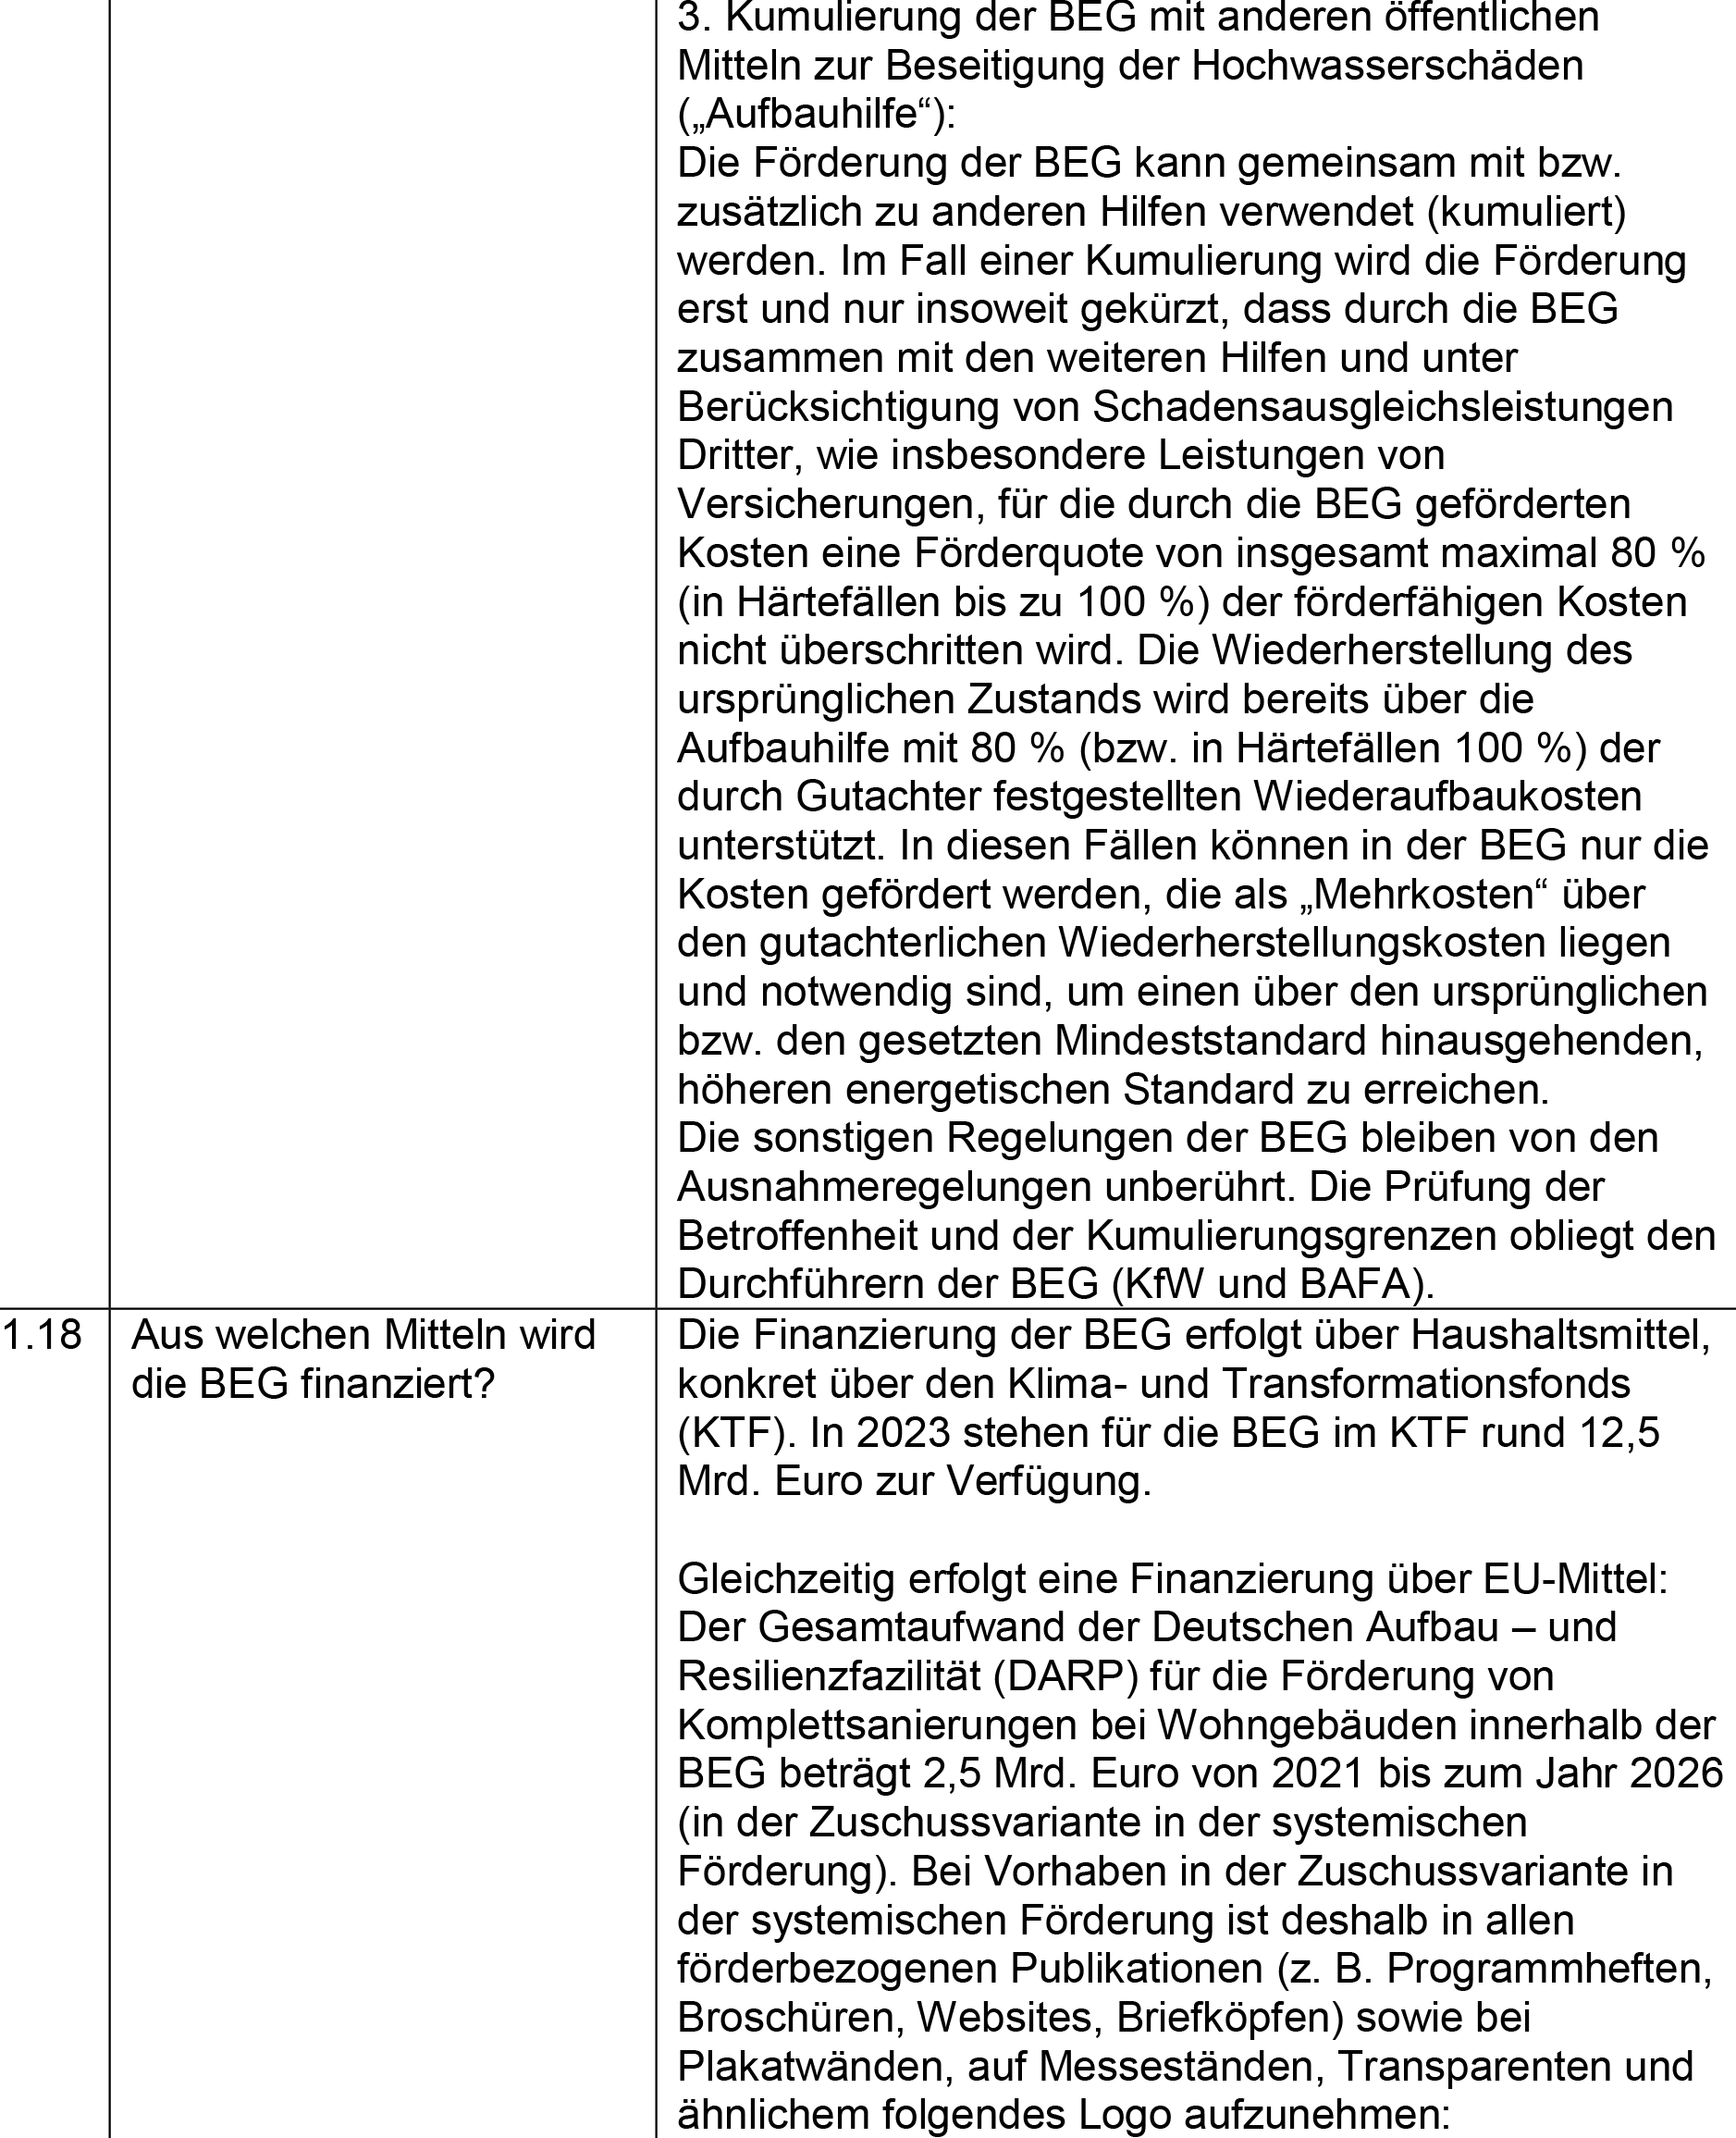 3. Kumulierung der BEG mit anderen öffentlichen
Mitteln zur Beseitigung der Hochwasserschäden
(„Aufbauhilfe“):
Die Förderung der BEG kann gemeinsam mit bzw.
zusätzlich zu anderen Hilfen verwendet (kumuliert)
werden. Im Fall einer Kumulierung wird die Förderung
erst und nur insoweit gekürzt, dass durch die BEG
zusammen mit den weiteren Hilfen und unter
Berücksichtigung von Schadensausgleichsleistungen
Dritter, wie insbesondere Leistungen von
Versicherungen, für die durch die BEG geförderten
Kosten eine Förderquote von insgesamt maximal 80 %
(in Härtefällen bis zu 100 %) der förderfähigen Kosten
nicht überschritten wird. Die Wiederherstellung des
ursprünglichen Zustands wird bereits über die
Aufbauhilfe mit 80 % (bzw. in Härtefällen 100 %) der
durch Gutachter festgestellten Wiederaufbaukosten
unterstützt. In diesen Fällen können in der BEG nur die
Kosten gefördert werden, die als „Mehrkosten“ über
den gutachterlichen Wiederherstellungskosten liegen
und notwendig sind, um einen über den ursprünglichen
bzw. den gesetzten Mindeststandard hinausgehenden,
höheren energetischen Standard zu erreichen.
Die sonstigen Regelungen der BEG bleiben von den
Ausnahmeregelungen unberührt. Die Prüfung der
Betroffenheit und der Kumulierungsgrenzen obliegt den
Durchführern der BEG (KfW und BAFA).
1.18
Aus welchen Mitteln wird
die BEG finanziert?
Die Finanzierung der BEG erfolgt über Haushaltsmittel,
konkret über den Klima- und Transformationsfonds
(KTF). In 2023 stehen für die BEG im KTF rund 12,5
Mrd. Euro zur Verfügung.
Gleichzeitig erfolgt eine Finanzierung über EU-Mittel:
Der Gesamtaufwand der Deutschen Aufbau – und
Resilienzfazilität (DARP) für die Förderung von
Komplettsanierungen bei Wohngebäuden innerhalb der
BEG beträgt 2,5 Mrd. Euro von 2021 bis zum Jahr 2026
(in der Zuschussvariante in der systemischen
Förderung). Bei Vorhaben in der Zuschussvariante in
der systemischen Förderung ist deshalb in allen
förderbezogenen Publikationen (z. B. Programmheften,
Broschüren, Websites, Briefköpfen) sowie bei
Plakatwänden, auf Messeständen, Transparenten und
ähnlichem folgendes Logo aufzunehmen: